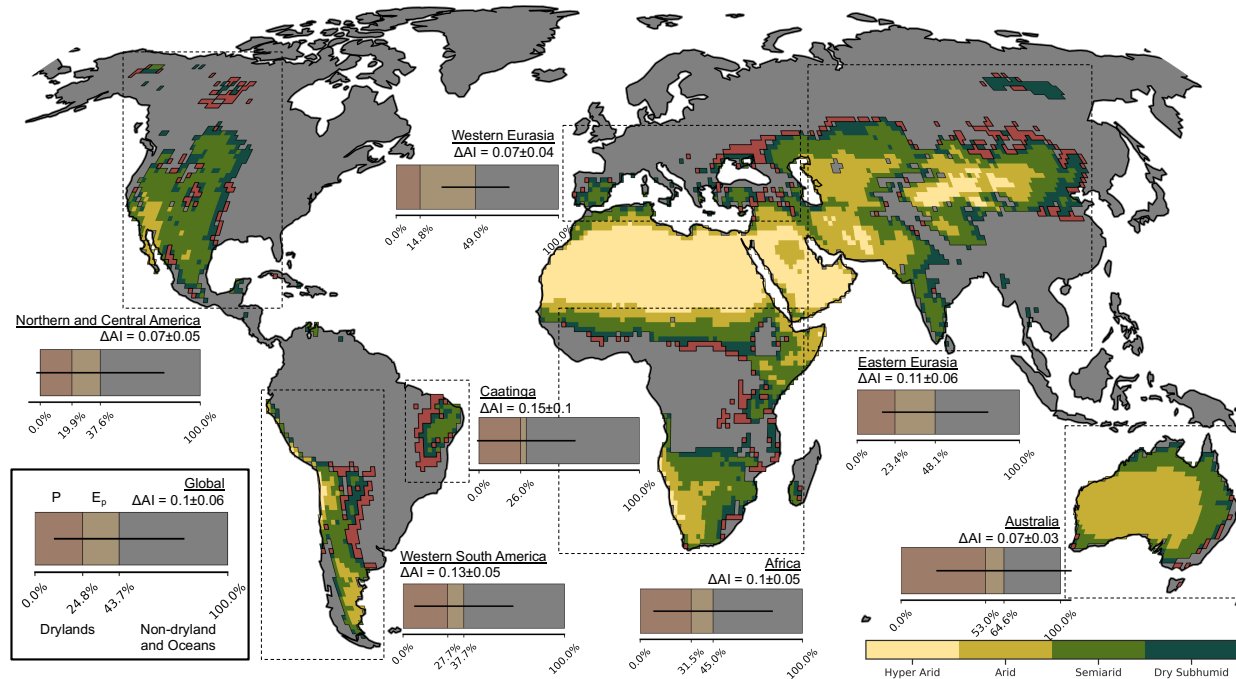 Western Eurasia
ΔAI = 0.07±0.04
0.0%
14.8%
49.0%
100.0%
Northern and Central America
ΔAI = 0.07±0.05
0.0%
19.9%
37.6%
100.0%
Caatinga
ΔAI = 0.15±0.1
0.0%
26.0%
100.0%
Eastern Eurasia
ΔAI = 0.11±0.06
0.0%
23.4%
48.1%
100.0%
Global
P
Eₚ
ΔAI = 0.1±0.06
0.0%
24.8%
43.7%
100.0%
Drylands
Non-dryland
and Oceans
Western South America
ΔAI = 0.13±0.05
0.0%
27.7%
37.7%
100.0%
Africa
ΔAI = 0.1±0.05
0.0%
31.5%
45.0%
100.0%
Australia
ΔAI = 0.07±0.03
0.0%
53.0%
64.6%
100.0%
Hyper Arid
Arid
Semiarid
Dry Subhumid